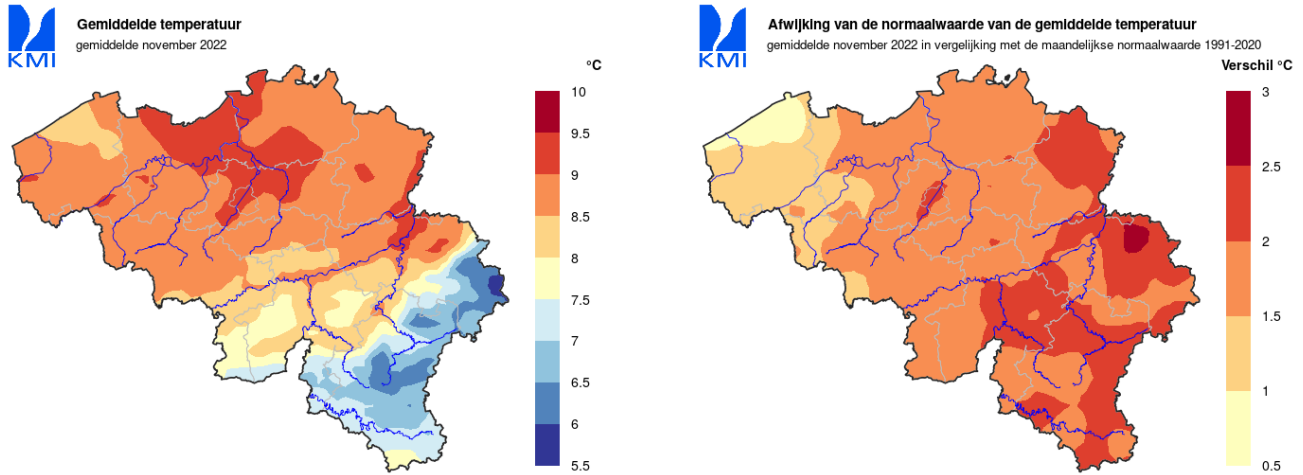 KMI
Gemiddelde temperatuur
gemiddelde november 2022
°C
10
9.5
9
8.5
8
7.5
7
6.5
6
5.5
KMI
Afwijking van de normaalwaarde van de gemiddelde temperatuur
gemiddelde november 2022 in vergelijking met de maandelijkse normaalwaarde 1991-2020
Verschil °C
3
2.5
2
1.5
1
0.5